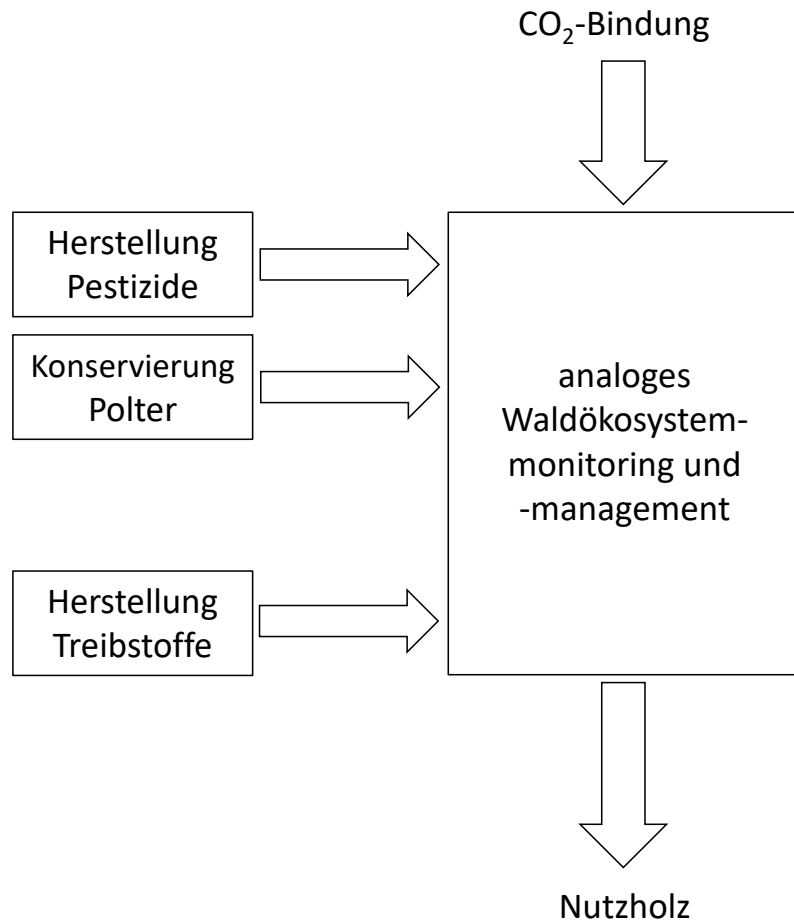 CO₂-Bindung
Herstellung
Pestizide
Konservierung
Polter
analoges
Waldökosystem-
monitoring und
-management
Herstellung
Treibstoffe
Nutzholz